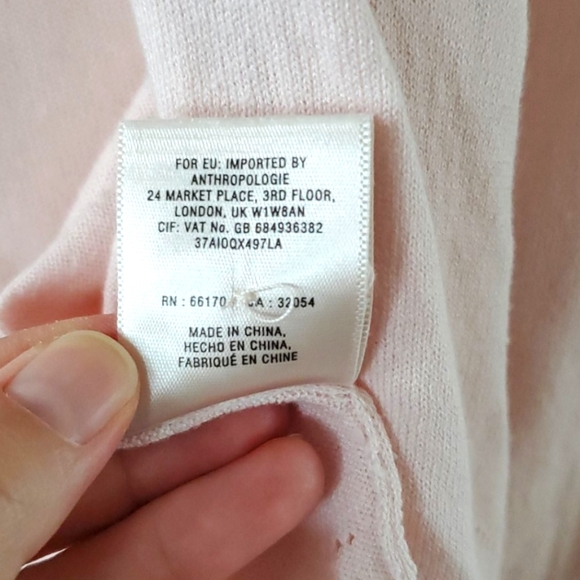 FOR EU: IMPORTED BY
ANTHROPOLOGIE
24 MARKET PLACE, 3RD FLOOR,
LONDON, UK W1W8AN
CIF: VAT No. GB 684936382
37AI0QX497LA
RN : 66170 A : 32054
MADE IN CHINA,
HECHO EN CHINA,
FABRIQUÉ EN CHINE